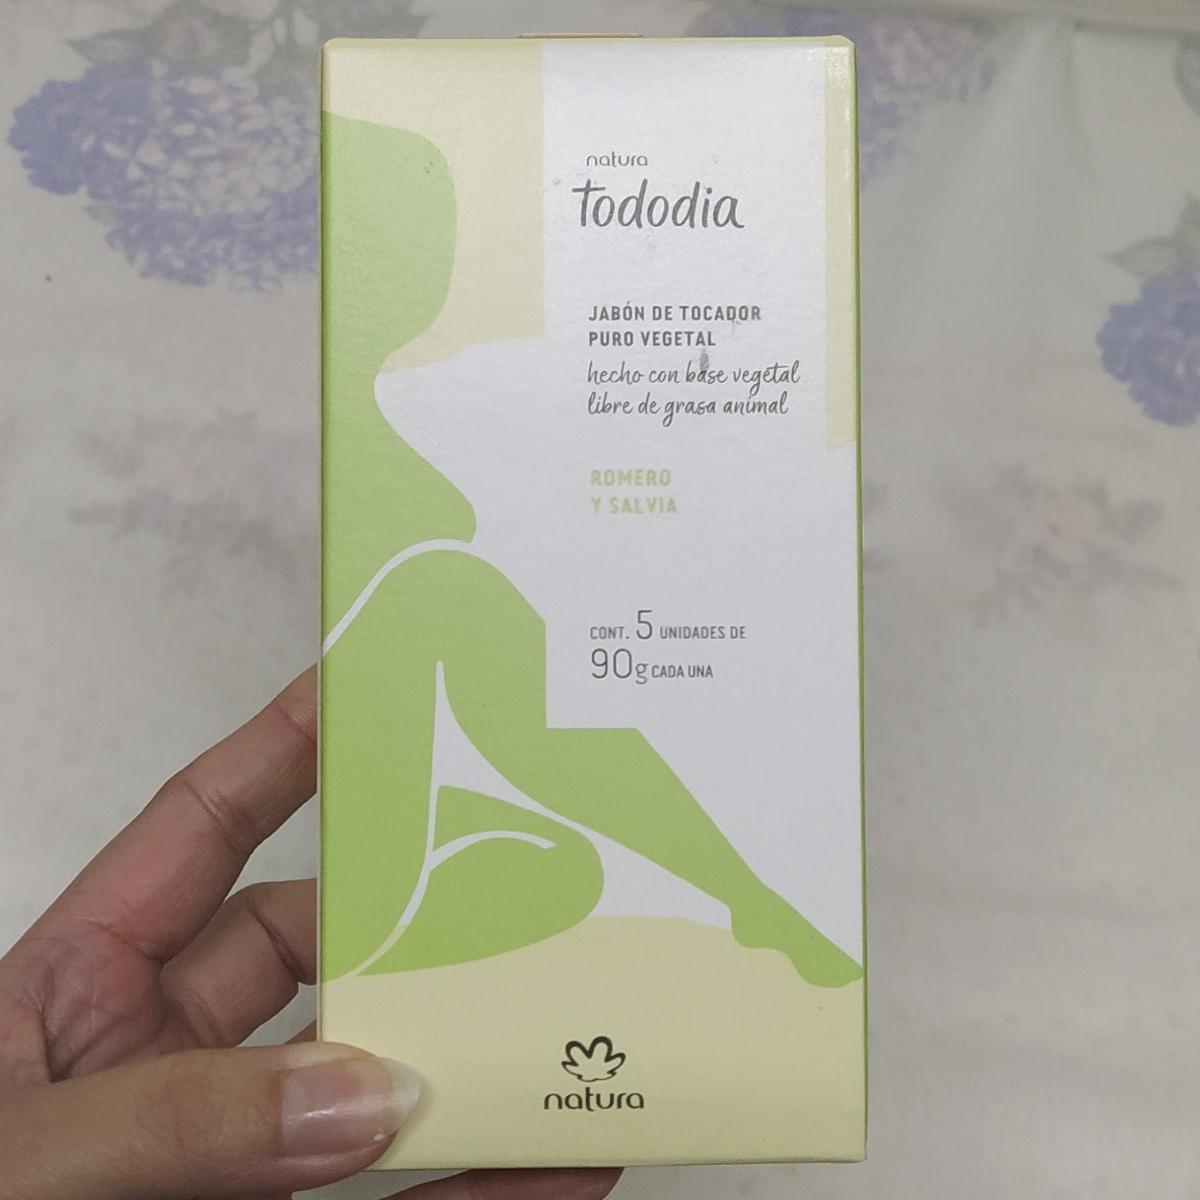 natura
Tododia
JABÓN DE TOCADOR
PURO VEGETAL
hecho con base vegetal
libre de grasa animal
ROMERO
Y SALVIA
CONT. 5 UNIDADES DE
90g CADA UNA
natura